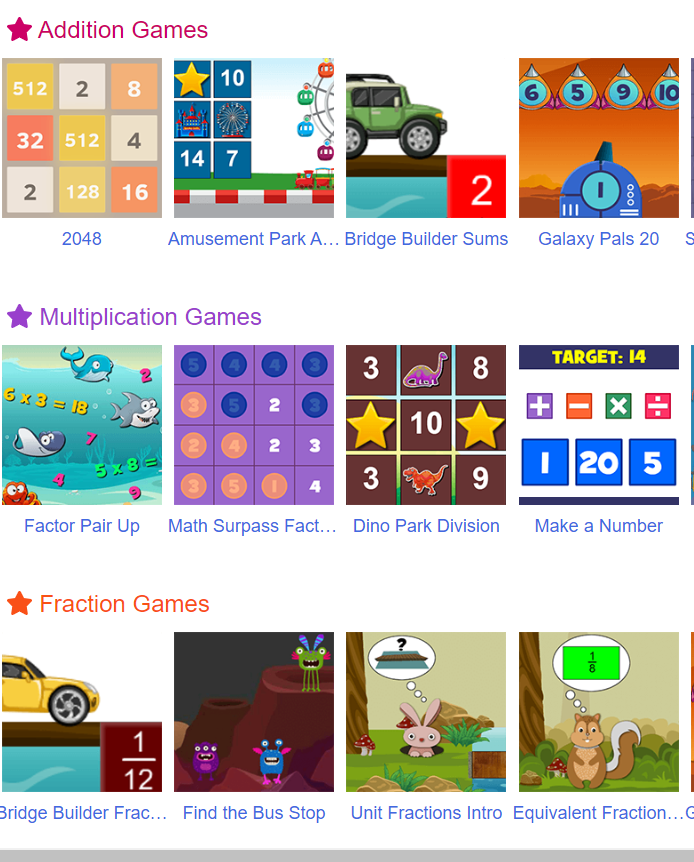 Addition Games
512 2 8
32 512 4
2 128 16
10
14 7
2
6 5 9 10
1
2048
Amusement Park A...
Bridge Builder Sums
Galaxy Pals 20
S
Multiplication Games
6 x 3 = 18
2
7
5 x 8 =
4
9
5 4 4 3
3 5 2 3
2 4 2 3
3 5 1 4
3 8
10
3 9
TARGET: 14
+ − × ÷
1 20 5
Factor Pair Up
Math Surpass Fact...
Dino Park Division
Make a Number
Fraction Games
1
12
?
1
8
Bridge Builder Frac...
Find the Bus Stop
Unit Fractions Intro
Equivalent Fraction...
G